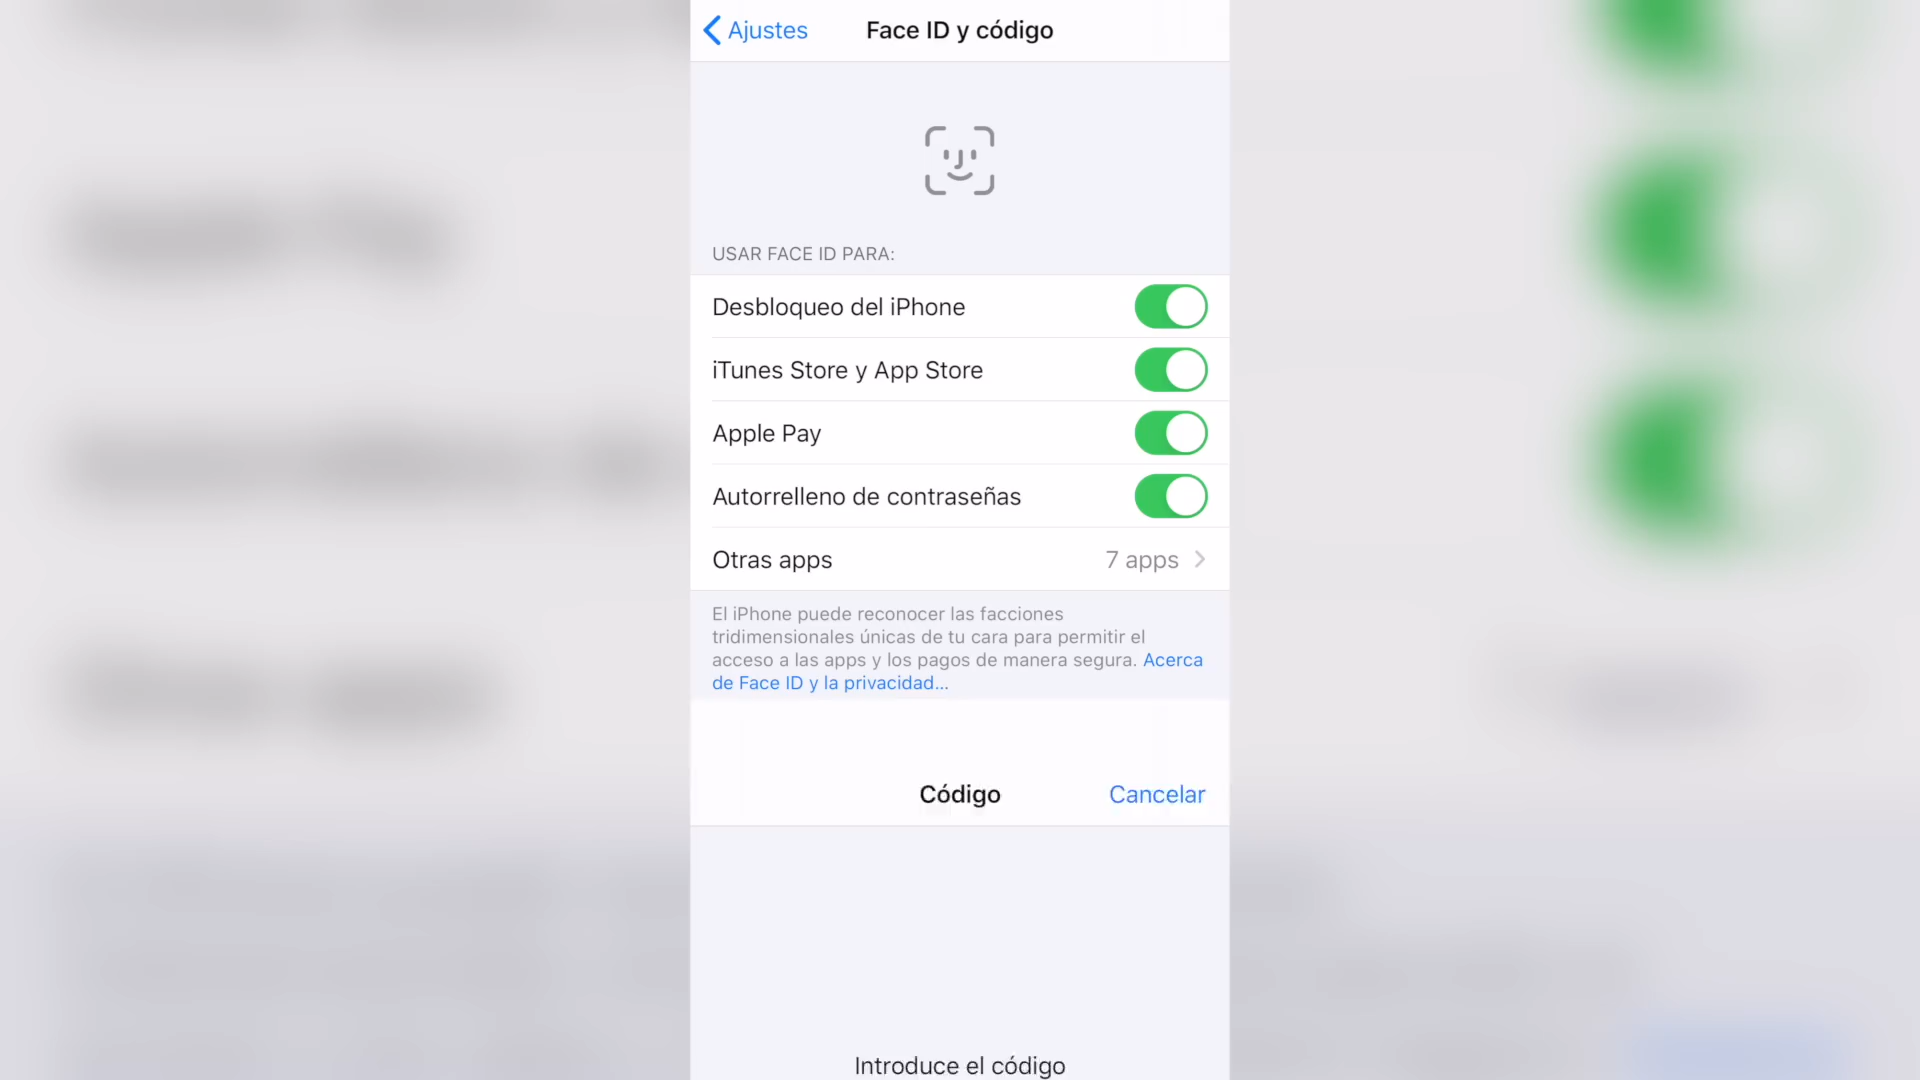 Ajustes
Face ID y código
USAR FACE ID PARA:
Desbloqueo del iPhone
iTunes Store y App Store
Apple Pay
Autorrelleno de contraseñas
Otras apps 7 apps
El iPhone puede reconocer las facciones
tridimensionales únicas de tu cara para permitir el
acceso a las apps y los pagos de manera segura. Acerca
de Face ID y la privacidad...
Código
Cancelar
Introduce el código